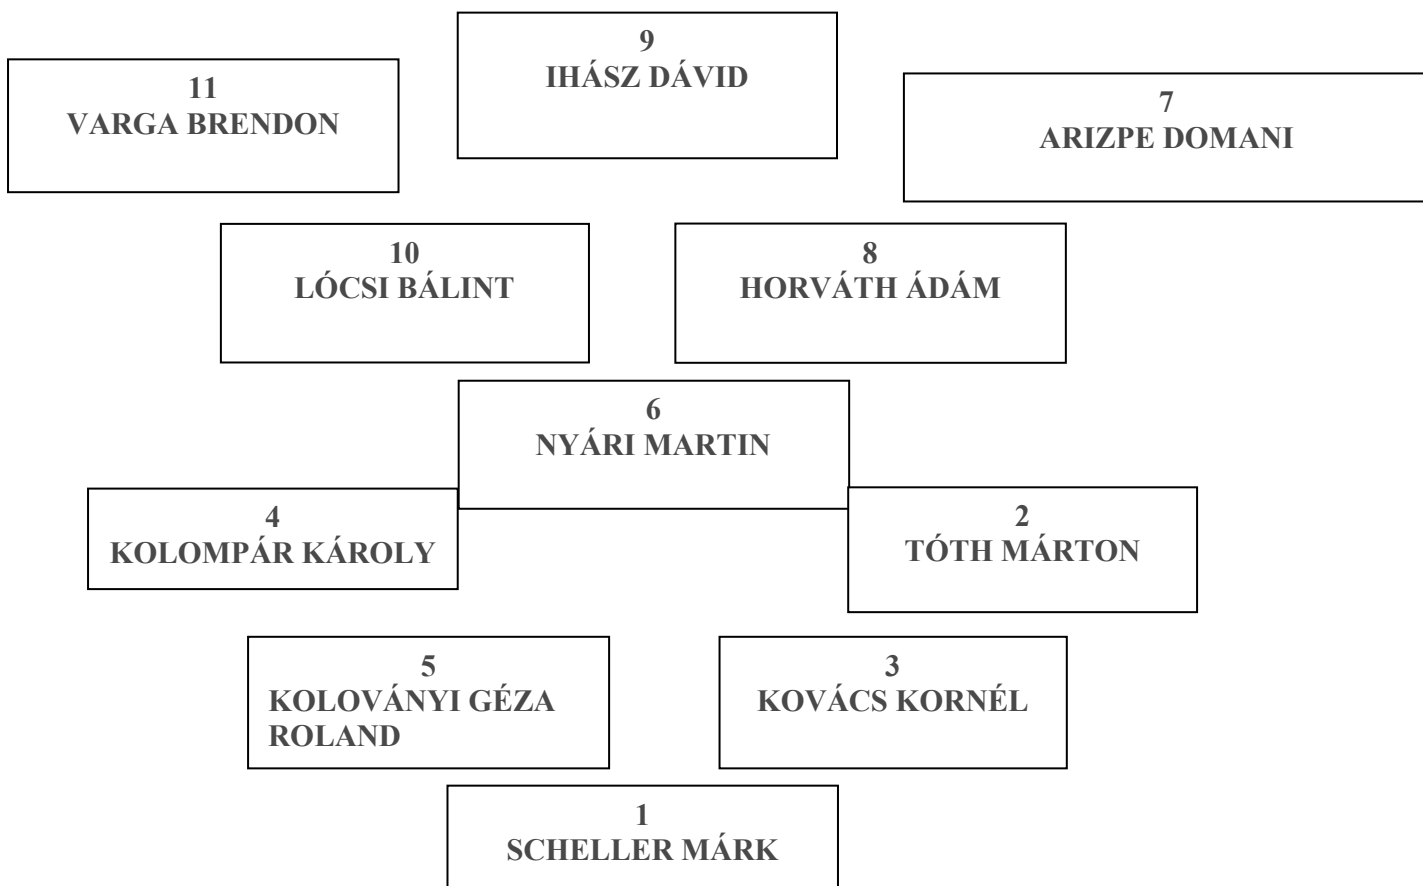 9
IHÁSZ DÁVID
11
VARGA BRENDON
7
ARIZPE DOMANI
10
LÓCSI BÁLINT
8
HORVÁTH ÁDÁM
6
NYÁRI MARTIN
4
KOLOMPÁR KÁROLY
2
TÓTH MÁRTON
5
KOLOVÁNYI GÉZA
ROLAND
3
KOVÁCS KORNÉL
1
SCHELLER MÁRK